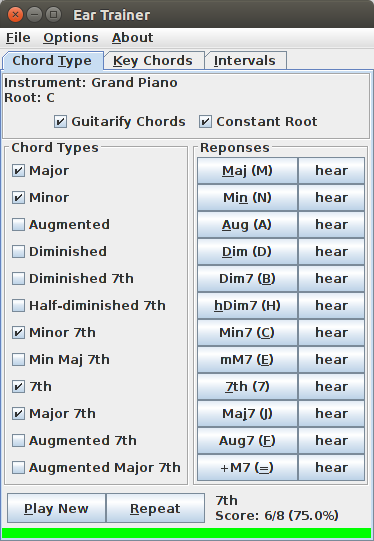 Ear Trainer
File Options About
Chord Type Key Chords Intervals
Instrument: Grand Piano
Root: C
Guitarify Chords Constant Root
Chord Types Reponses
Major Maj (M) hear
Minor Min (N) hear
Augmented Aug (A) hear
Diminished Dim (D) hear
Diminished 7th Dim7 (B) hear
Half-diminished 7th hDim7 (H) hear
Minor 7th Min7 (C) hear
Min Maj 7th mM7 (E) hear
7th 7th (7) hear
Major 7th Maj7 (J) hear
Augmented 7th Aug7 (F) hear
Augmented Major 7th +M7 (=) hear
Play New Repeat 7th
Score: 6/8 (75.0%)